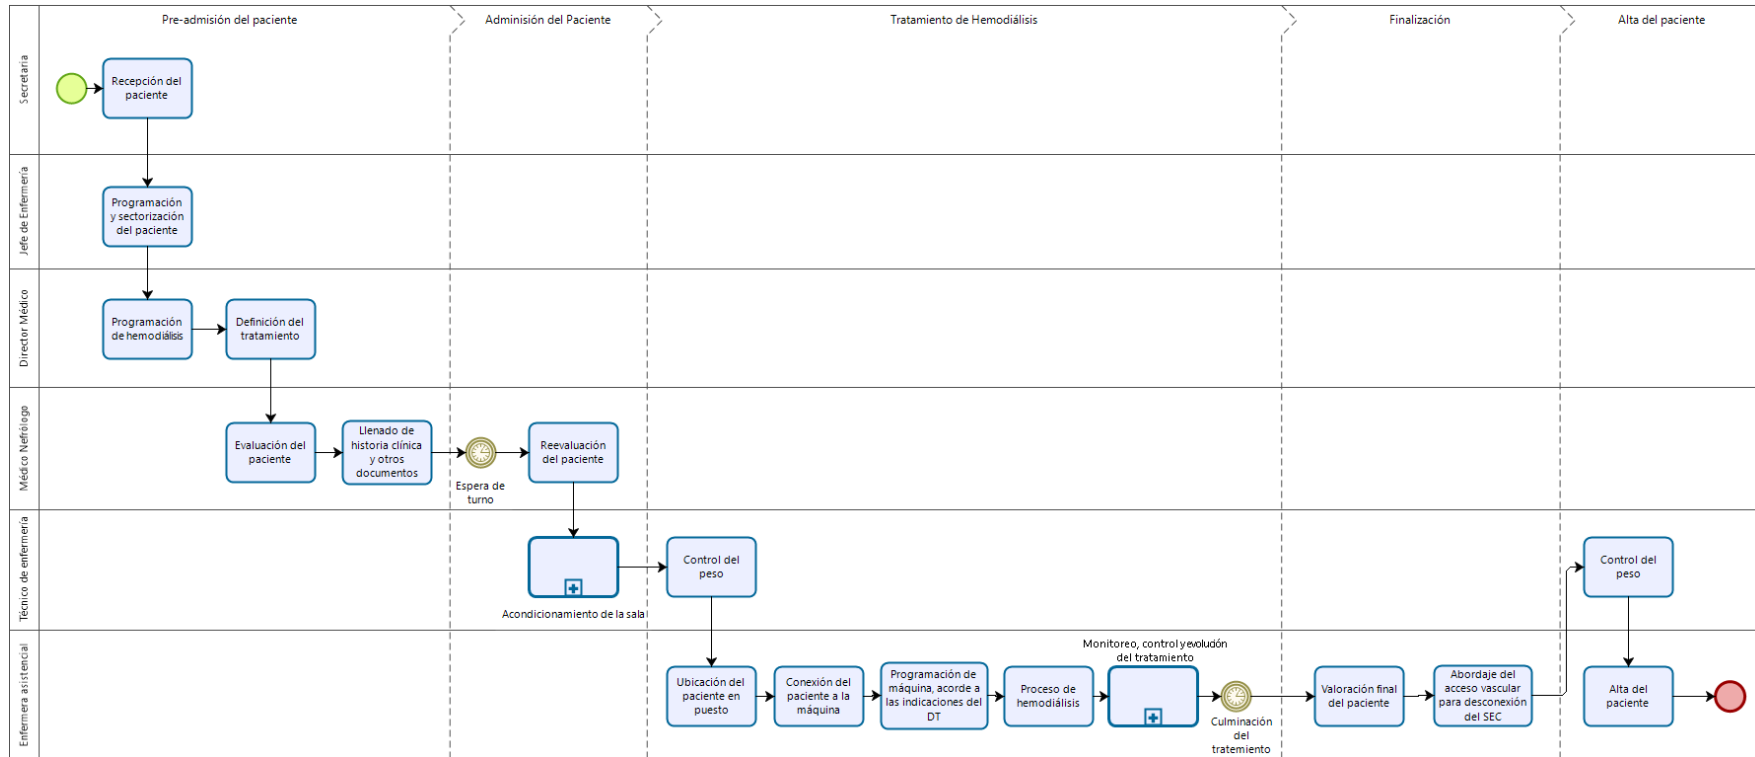 Pre-admisión del paciente
Adminisión del Paciente
Tratamiento de Hemodiálisis
Finalización
Alta del paciente
Secretaria
Recepción del
paciente
Jefe de Enfermería
Programación
y sectorización
del paciente
Director Médico
Programación
de hemodiálisis
Definición del
tratamiento
Médico Nefrólogo
Evaluación del
paciente
Llenado de
historia clínica
y otros
documentos
Espera de
turno
Reevaluación
del paciente
Técnico de enfermería
Acondicionamiento de la sala
Control del
peso
Control del
peso
Enfermera asistencial
Ubicación del
paciente en
puesto
Conexión del
paciente a la
máquina
Programación de
máquina, acorde a
las indicaciones del
DT
Proceso de
hemodiálisis
Monitoreo, control y evolución
del tratamiento
Culminación
del
tratemiento
Valoración final
del paciente
Abordaje del
acceso vascular
para desconexión
del SEC
Alta del
paciente